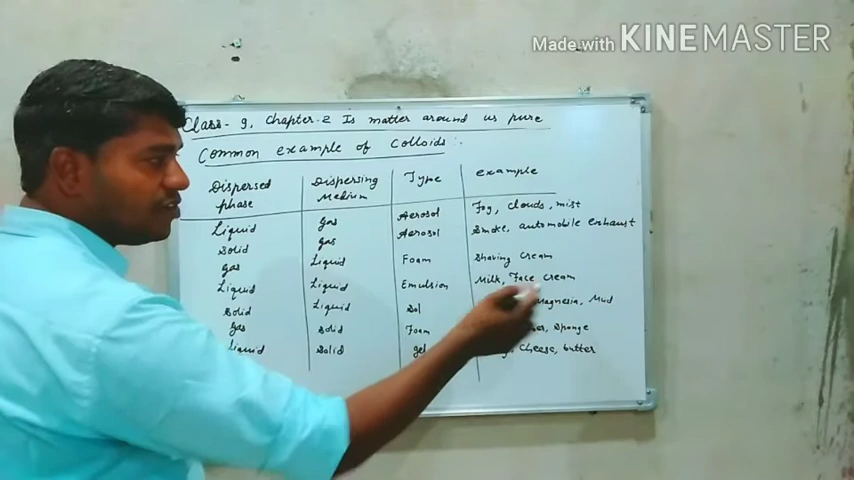 Made with KINEMASTER
Class-9, Chapter-2 Is matter around us pure
Common example of Colloids:-
Dispersed phase Dispersing Medium Type example
Liquid gas Aerosol Fog, clouds, mist
Solid gas Aerosol Smoke, automobile exhaust
gas Liquid Foam Shaving Cream
Liquid Liquid Emulsion Milk, Face cream
Solid Liquid Sol Magnesia, Mud
Gas Solid Foam Sponge
Liquid Solid gel Cheese, butter